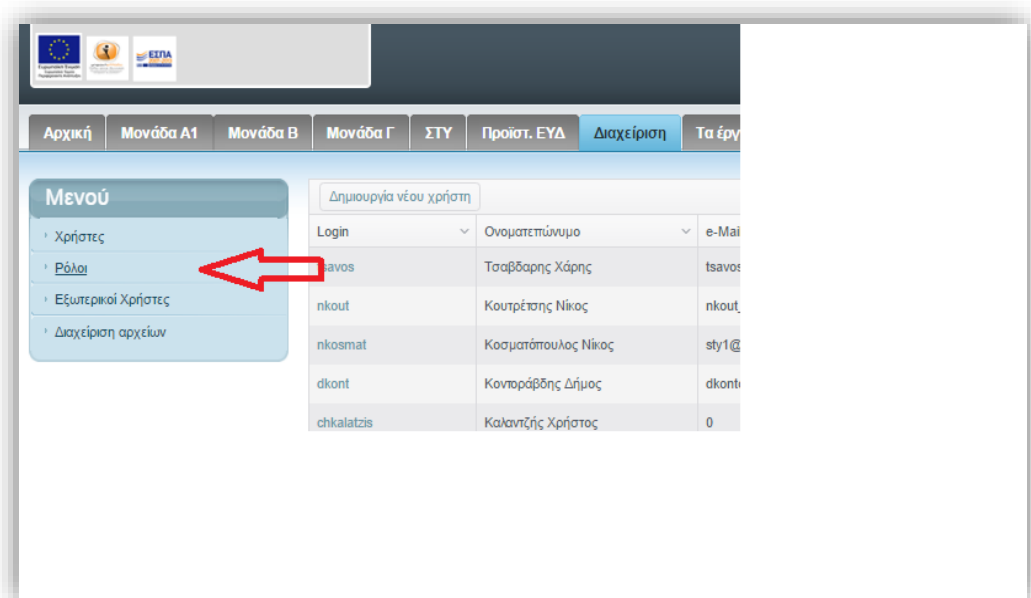 ΕΣΠΑ
Αρχική Μονάδα Α1 Μονάδα Β Μονάδα Γ ΣΤΥ Προϊστ. ΕΥΔ Διαχείριση Τα έργ
Μενού
Χρήστες
Ρόλοι
Εξωτερικοί Χρήστες
Διαχείριση αρχείων
Δημιουργία νέου χρήστη
Login Ονοματεπώνυμο e-Mai
tsavos Τσαβδαρης Χάρης tsavos
nkout Κουτρέτσης Νίκος nkout_
nkosmat Κοσματόπουλος Νίκος sty1@
dkont Κονποράβδης Δήμος dkont
chkalatzis Καλαντζής Χρήστος 0